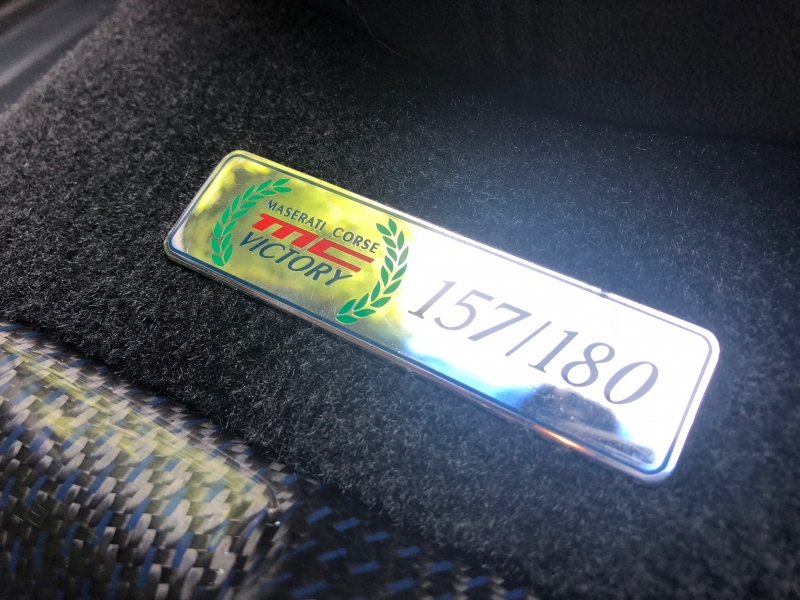 MASERATI CORSE
MC
VICTORY
157/180